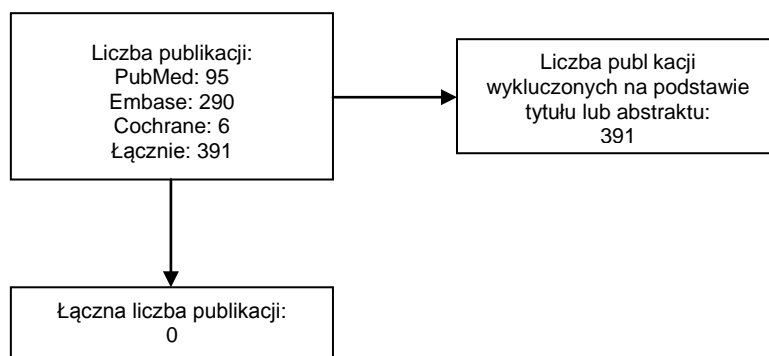 Liczba publikacji:
PubMed: 95
Embase: 290
Cochrane: 6
Łącznie: 391
Liczba publ kacji
wykluczonych na podstawie
tytułu lub abstraktu:
391
Łączna liczba publikacji:
0